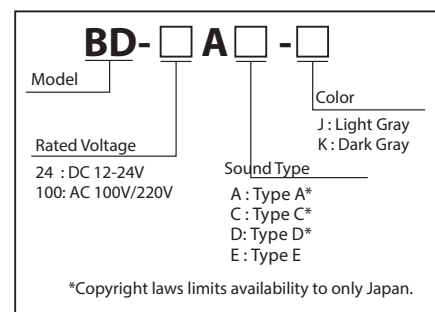 BD-□ A□ -□
Model
Color
J : Light Gray
K : Dark Gray
Rated Voltage
24 : DC 12-24V
100: AC 100V/220V
Sound Type
A : Type A*
C : Type C*
D: Type D*
E : Type E
*Copyright laws limits availability to only Japan.